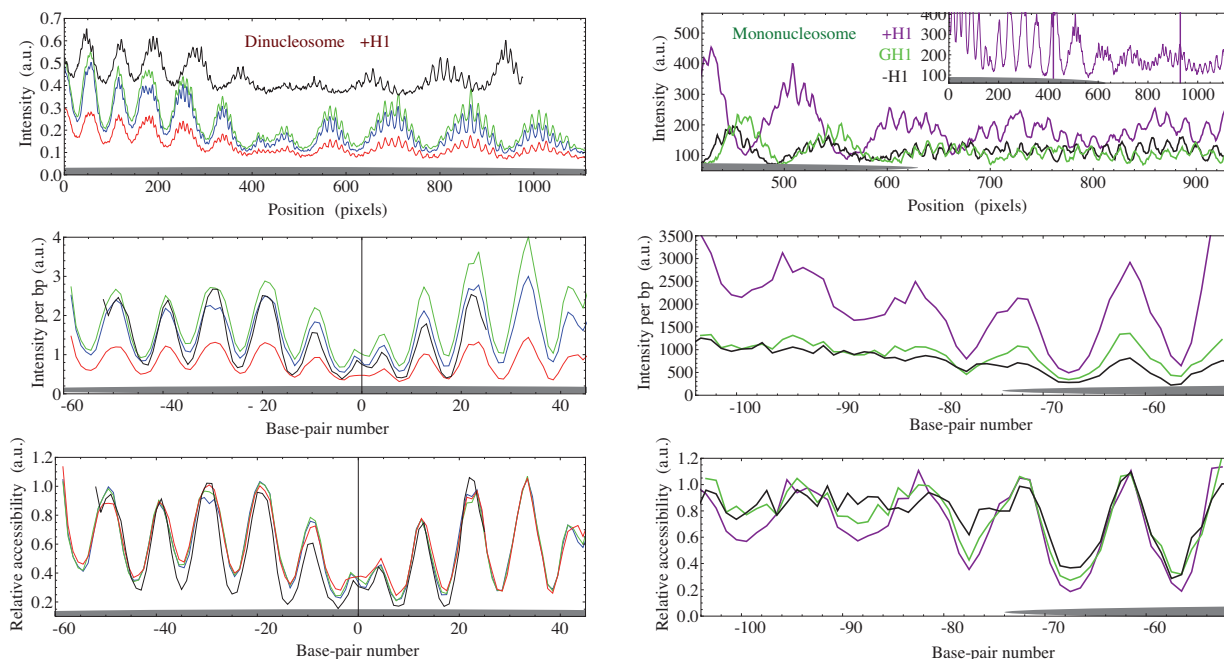 Dinucleosome +H1
Intensity (a.u.)
0.7
0.6
0.5
0.4
0.3
0.2
0.1
0.0
0 200 400 600 800 1000
Position (pixels)
Mononucleosome +H1
GH1
-H1
Intensity (a.u.)
500
400
300
200
100
400
300
200
100
0 200 400 600 800 1000
500 600 700 800 900
Position (pixels)
Intensity per bp (a.u.)
4
3
2
1
0
-60 -40 - 20 0 20 40
Base-pair number
Intensity per bp (a.u.)
3500
3000
2500
2000
1500
1000
500
0
-100 -90 -80 -70 -60
Base-pair number
Relative accessibility (a.u.)
1.2
1.0
0.8
0.6
0.4
0.2
-60 -40 -20 0 20 40
Base-pair number
Relative accessibility (a.u.)
1.2
1.0
0.8
0.6
0.4
0.2
0.0
-100 -90 -80 -70 -60
Base-pair number